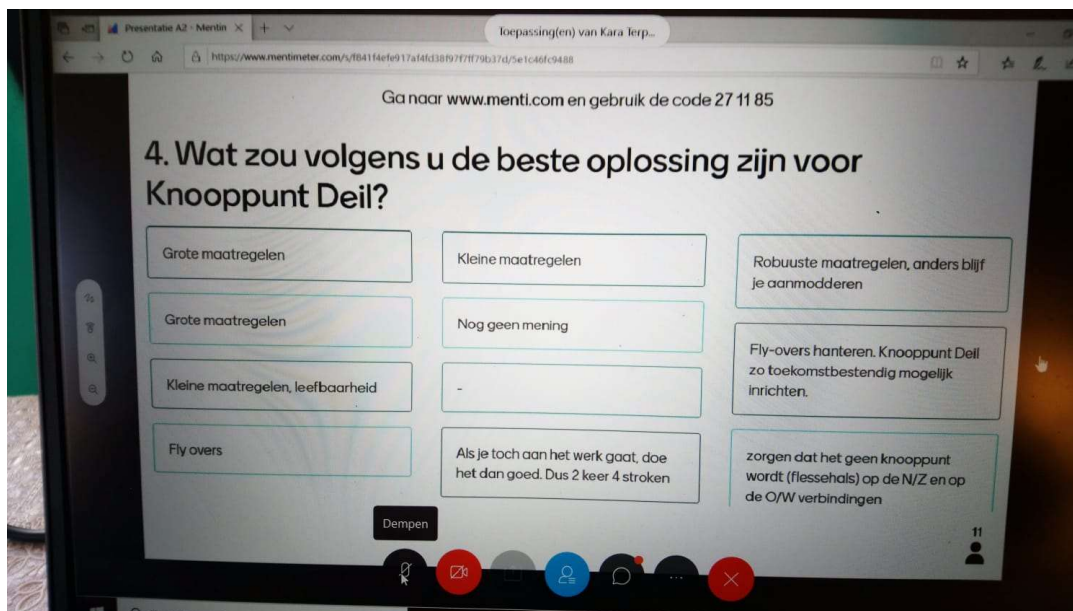 Presentatie A2 - Mentin
Toepassing(en) van Kara Terp...
Ga naar www.menti.com en gebruik de code 27 11 85
4. Wat zou volgens u de beste oplossing zijn voor
Knooppunt Deil?
Grote maatregelen
Grote maatregelen
Kleine maatregelen, leefbaarheid
Fly overs
Kleine maatregelen
Nog geen mening
-
Als je toch aan het werk gaat, doe
het dan goed. Dus 2 keer 4 stroken
Robuuste maatregelen, anders blijf
je aanmodderen
Fly-overs hanteren. Knooppunt Deil
zo toekomstbestendig mogelijk
inrichten.
zorgen dat het geen knooppunt
wordt (flessehals) op de N/Z en op
de O/W verbindingen
Dempen
11